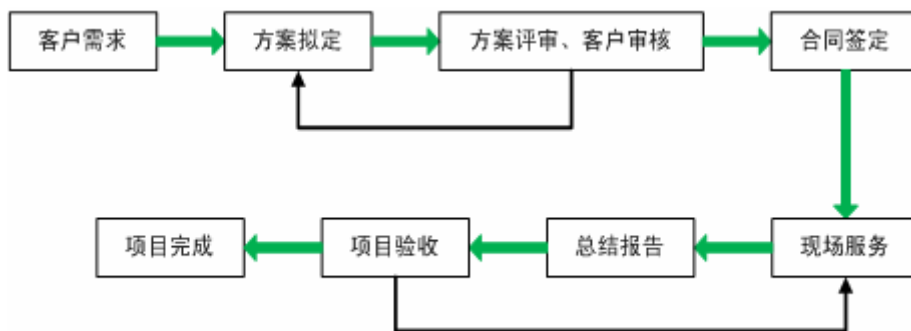 客户需求
方案拟定
方案评审、客户审核
合同签定
项目完成
项目验收
总结报告
现场服务